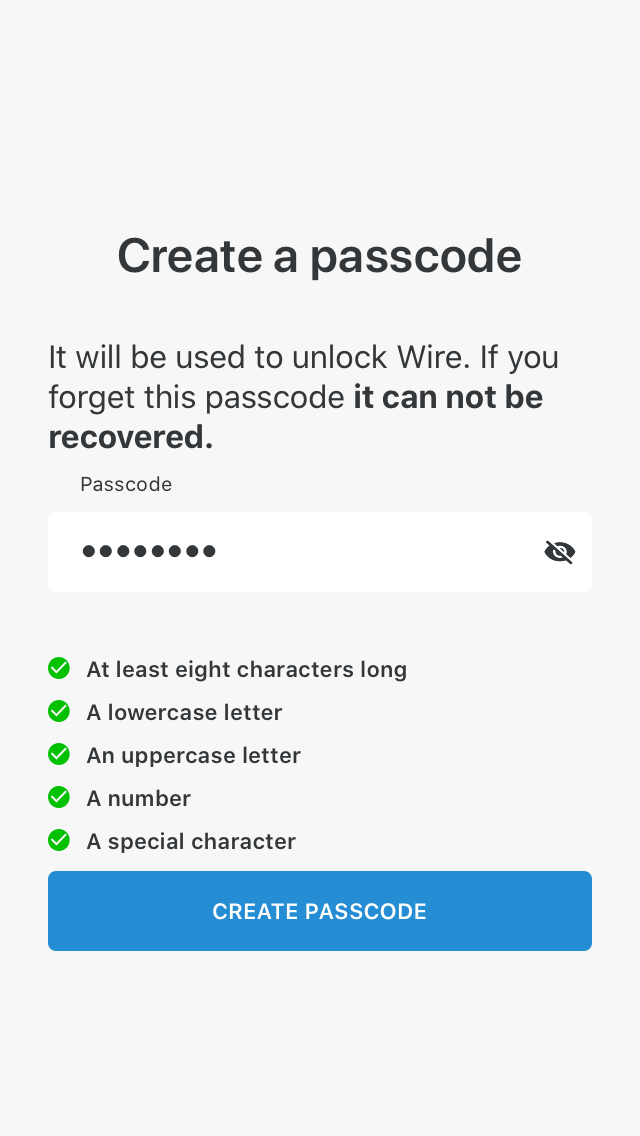 Create a passcode
It will be used to unlock Wire. If you
forget this passcode it can not be
recovered.
Passcode
••••••••
At least eight characters long
A lowercase letter
An uppercase letter
A number
A special character
CREATE PASSCODE